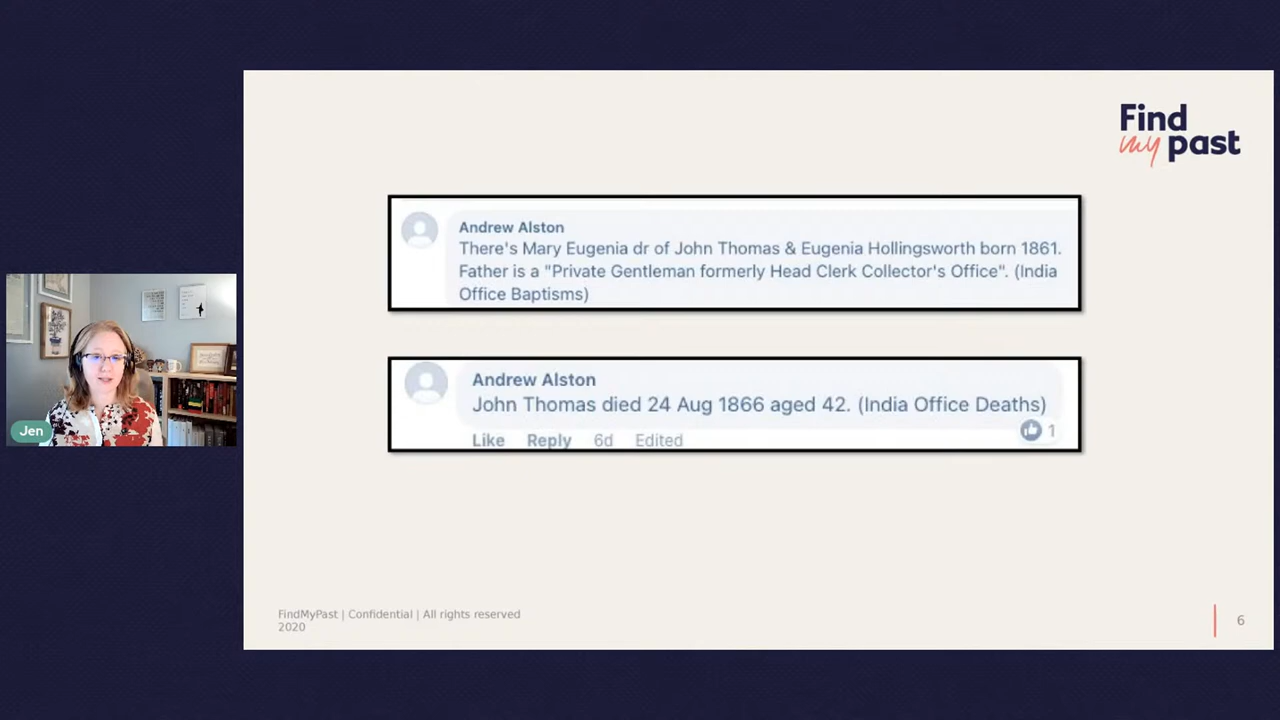 Find
my past
Andrew Alston
There's Mary Eugenia dr of John Thomas & Eugenia Hollingsworth born 1861.
Father is a "Private Gentleman formerly Head Clerk Collector's Office". (India
Office Baptisms)
Andrew Alston
John Thomas died 24 Aug 1866 aged 42. (India Office Deaths)
1
Like Reply 6d Edited
Jen
FindMyPast | Confidential | All rights reserved
2020
6